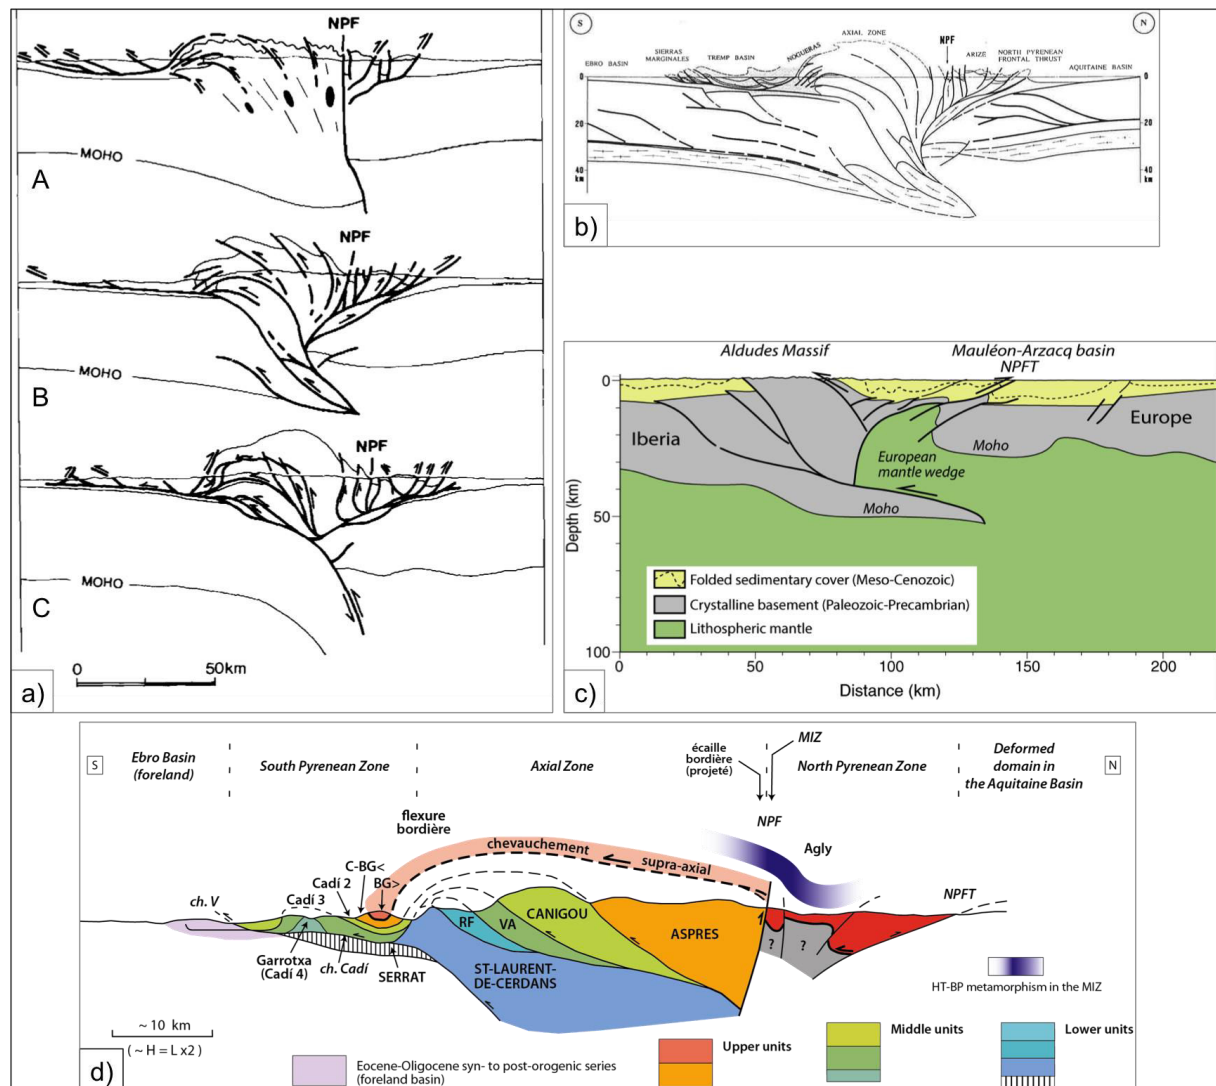 NPF
MOHO
A
NPF
MOHO
B
NPF
MOHO
C
0 50km
a)
S
N
AXIAL ZONE
NPF
NOGUERAS
SIERRAS MARGINALES
TREMP BASIN
ARIZE
NORTH PYRENEAN FRONTAL THRUST
EBRO BASIN
AQUITAINE BASIN
0
20
40
km
0
20
40
km
b)
Aldudes Massif
Mauléon-Arzacq basin
NPFT
0
Iberia
Europe
Moho
European
mantle wedge
Moho
50
Depth (km)
Folded sedimentary cover (Meso-Cenozoic)
Crystalline basement (Paleozoic-Precambrian)
Lithospheric mantle
100
0 50 100 150 200
Distance (km)
c)
S
Ebro Basin
(foreland)
South Pyrenean Zone
Axial Zone
écaille
bordière
(projeté)
MIZ
North Pyrenean Zone
Deformed
domain in
the Aquitaine Basin
N
NPF
flexure
bordière
chevauchement
supra-axial
Agly
C-BG<
BG>
Cadí 2
Cadí 3
ch. V
NPFT
RF
VA
CANIGOU
ASPRES
? ?
Garrotxa
(Cadí 4)
ch. Cadí
SERRAT
ST-LAURENT-
DE-CERDANS
HT-BP metamorphism in the MIZ
~ 10 km
( ~ H = L x2 )
Eocene-Oligocene syn- to post-orogenic series
(foreland basin)
Upper units
Middle units
Lower units
d)